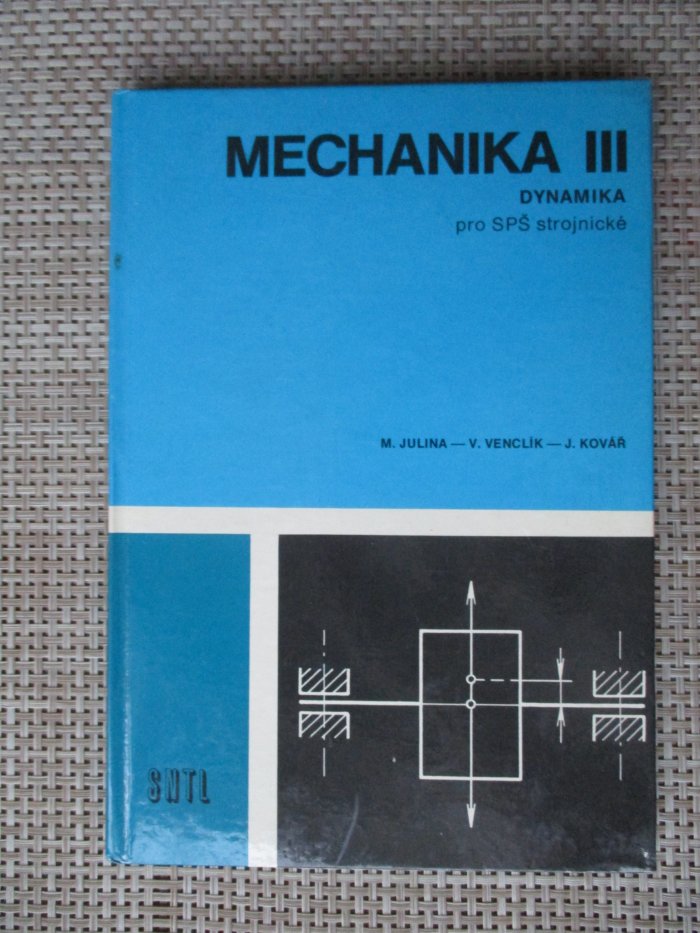 MECHANIKA III
DYNAMIKA
pro SPŠ strojnické
M. JULINA — V. VENCLÍK — J. KOVÁŘ
SNTL